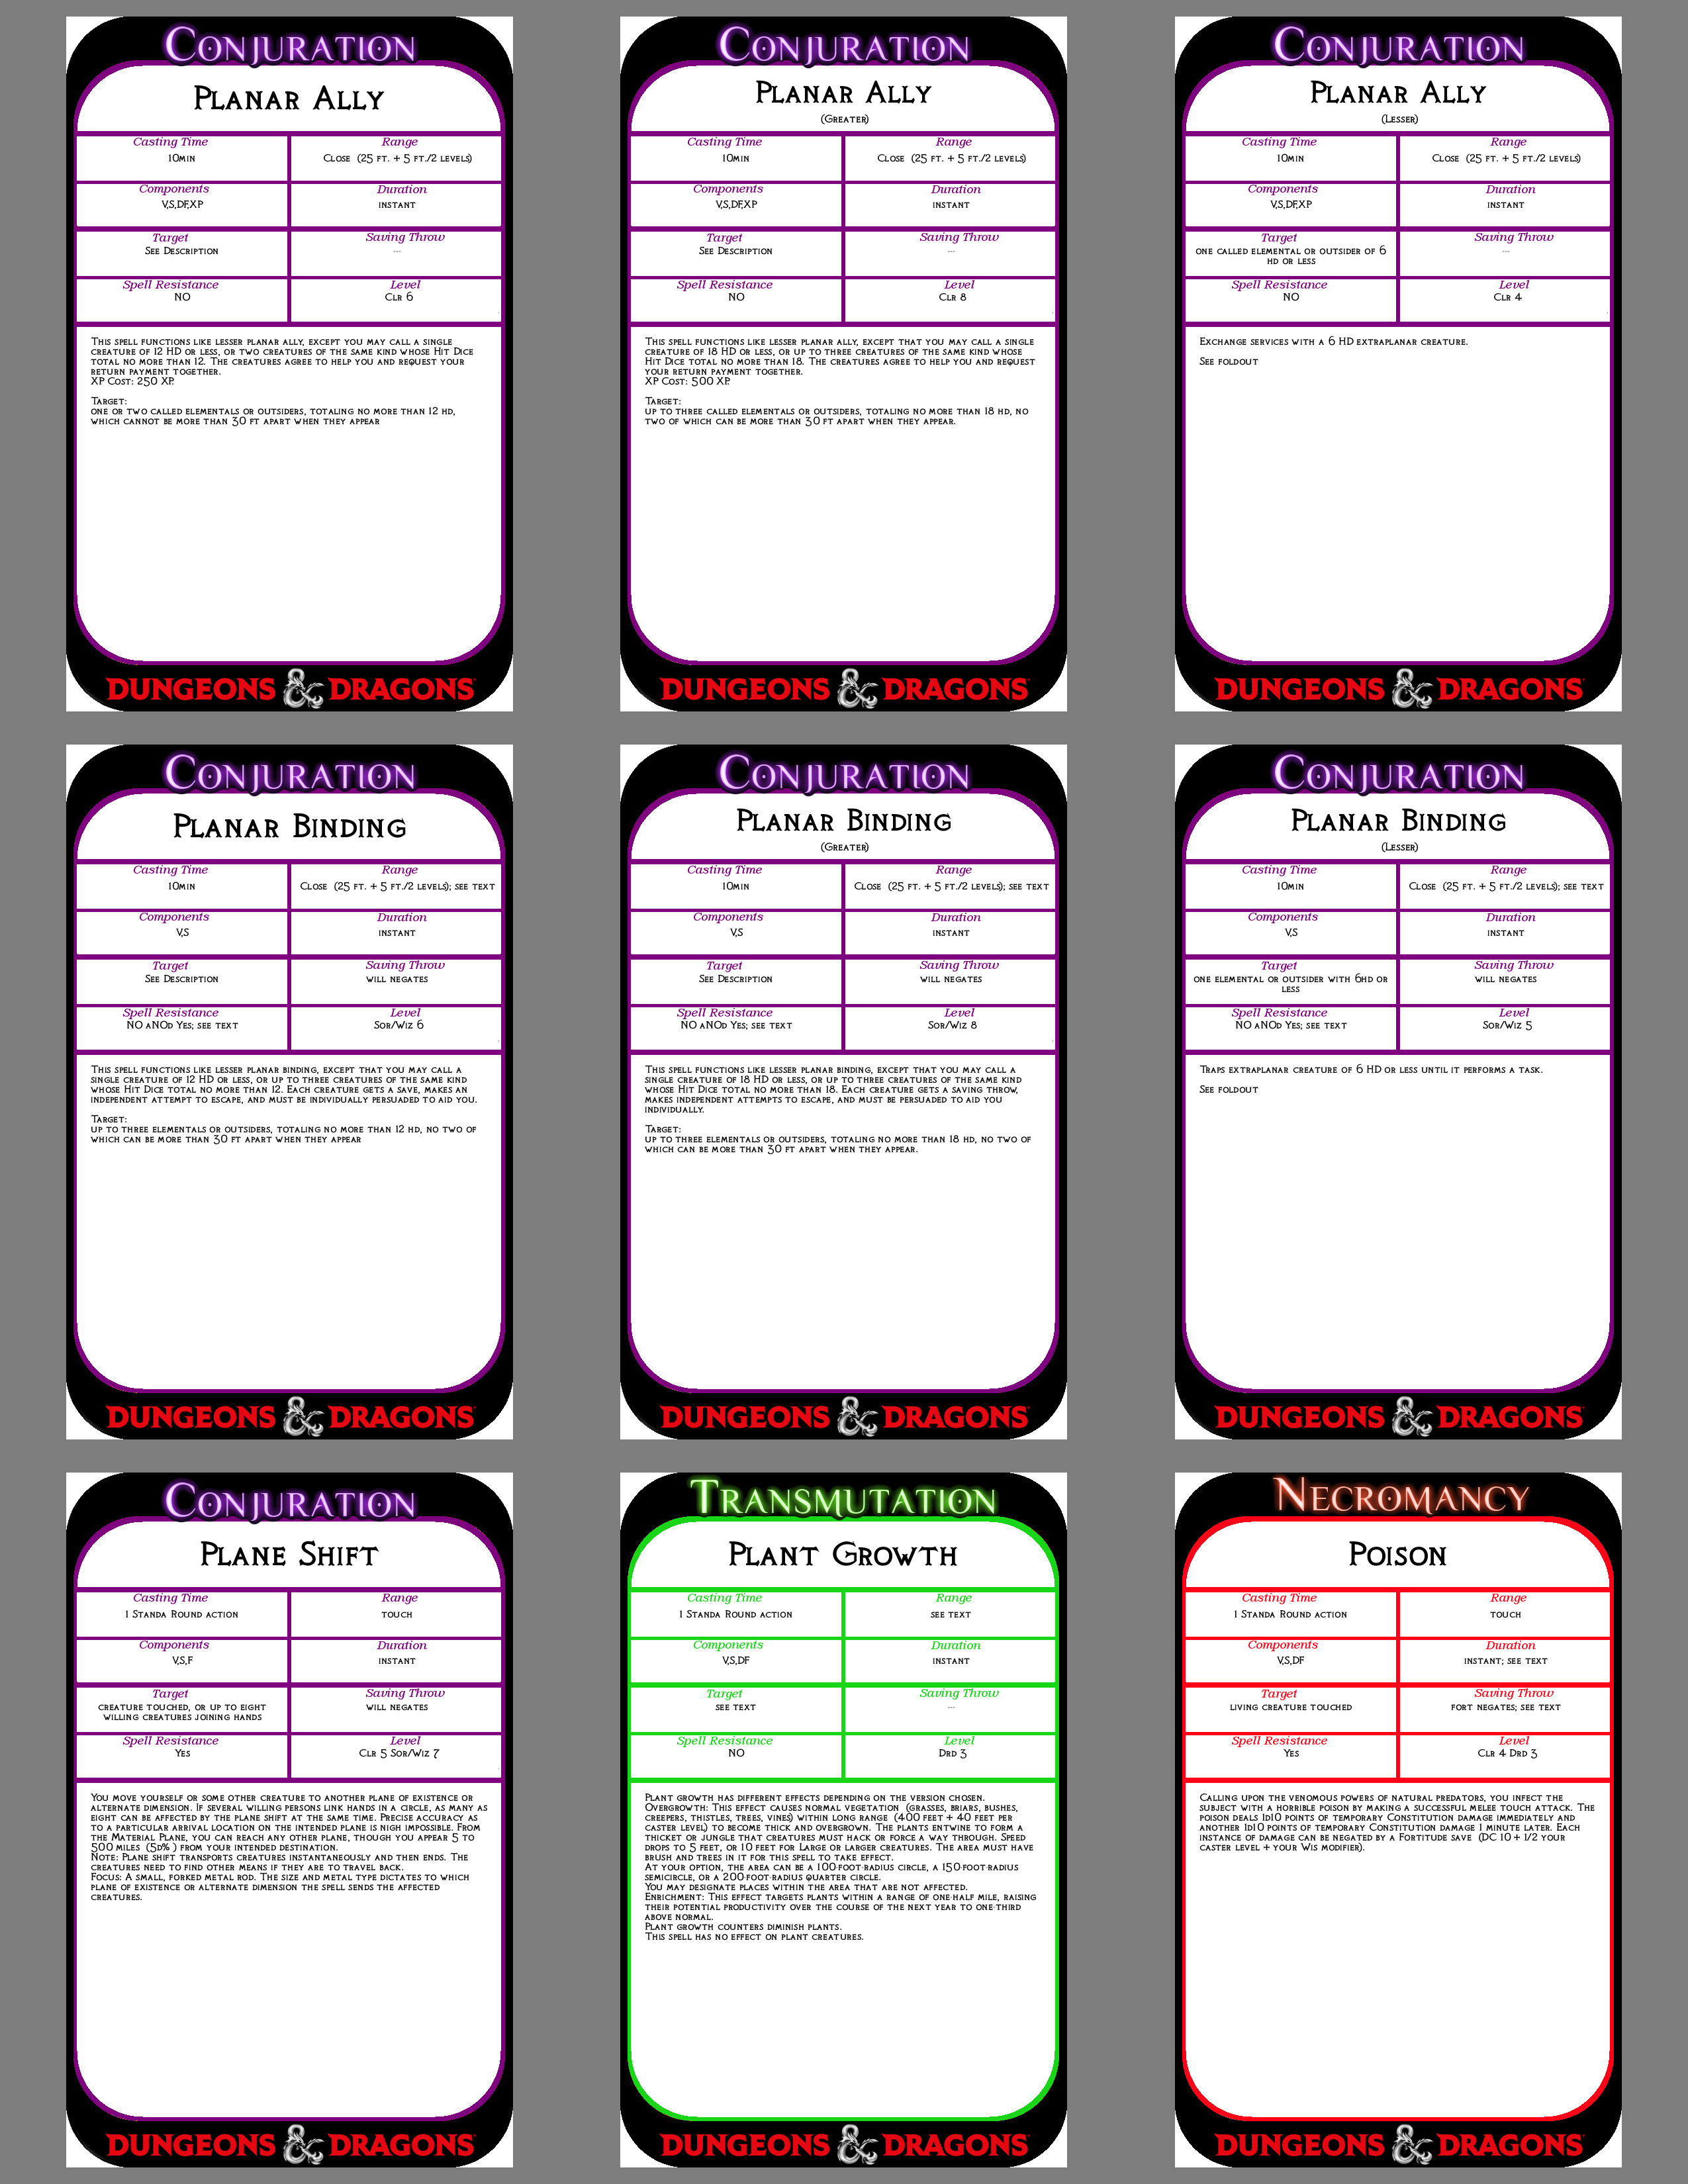 Conjuration
Planar Ally
Casting Time
10min
Range
Close (25 ft. + 5 ft./2 levels)
Components
V,S,DF,XP
Duration
instant
Target
See Description
Saving Throw
---
Spell Resistance
NO
Level
Clr 6
This spell functions like lesser planar ally, except you may call a single
creature of 12 HD or less, or two creatures of the same kind whose Hit Dice
total no more than 12. The creatures agree to help you and request your
return payment together.
XP Cost: 250 XP.
Target:
one or two called elementals or outsiders, totaling no more than 12 hd,
which cannot be more than 30 ft apart when they appear
DUNGEONS & DRAGONS
Conjuration
Planar Ally
(Greater)
Casting Time
10min
Range
Close (25 ft. + 5 ft./2 levels)
Components
V,S,DF,XP
Duration
instant
Target
See Description
Saving Throw
---
Spell Resistance
NO
Level
Clr 8
This spell functions like lesser planar ally, except that you may call a single
creature of 18 HD or less, or up to three creatures of the same kind whose
Hit Dice total no more than 18. The creatures agree to help you and request
your return payment together.
XP Cost: 500 XP.
Target:
up to three called elementals or outsiders, totaling no more than 18 hd, no
two of which can be more than 30 ft apart when they appear.
DUNGEONS & DRAGONS
Conjuration
Planar Ally
(Lesser)
Casting Time
10min
Range
Close (25 ft. + 5 ft./2 levels)
Components
V,S,DF,XP
Duration
instant
Target
one called elemental or outsider of 6
hd or less
Saving Throw
---
Spell Resistance
NO
Level
Clr 4
Exchange services with a 6 HD extraplanar creature.
See foldout
DUNGEONS & DRAGONS
Conjuration
Planar Binding
Casting Time
10min
Range
Close (25 ft. + 5 ft./2 levels); see text
Components
V,S
Duration
instant
Target
See Description
Saving Throw
will negates
Spell Resistance
NO aNOd Yes; see text
Level
Sor/Wiz 6
This spell functions like lesser planar binding, except that you may call a
single creature of 12 HD or less, or up to three creatures of the same kind
whose Hit Dice total no more than 12. Each creature gets a save, makes an
independent attempt to escape, and must be individually persuaded to aid you.
Target:
up to three elementals or outsiders, totaling no more than 12 hd, no two of
which can be more than 30 ft apart when they appear
DUNGEONS & DRAGONS
Conjuration
Planar Binding
(Greater)
Casting Time
10min
Range
Close (25 ft. + 5 ft./2 levels); see text
Components
V,S
Duration
instant
Target
See Description
Saving Throw
will negates
Spell Resistance
NO aNOd Yes; see text
Level
Sor/Wiz 8
This spell functions like lesser planar binding, except that you may call a
single creature of 18 HD or less, or up to three creatures of the same kind
whose Hit Dice total no more than 18. Each creature gets a saving throw,
makes independent attempts to escape, and must be persuaded to aid you
individually.
Target:
up to three elementals or outsiders, totaling no more than 18 hd, no two of
which can be more than 30 ft apart when they appear.
DUNGEONS & DRAGONS
Conjuration
Planar Binding
(Lesser)
Casting Time
10min
Range
Close (25 ft. + 5 ft./2 levels); see text
Components
V,S
Duration
instant
Target
one elemental or outsider with 6hd or
less
Saving Throw
will negates
Spell Resistance
NO aNOd Yes; see text
Level
Sor/Wiz 5
Traps extraplanar creature of 6 HD or less until it performs a task.
See foldout
DUNGEONS & DRAGONS
Conjuration
Plane Shift
Casting Time
1 Standa Round action
Range
touch
Components
V,S,F
Duration
instant
Target
creature touched, or up to eight
willing creatures joining hands
Saving Throw
will negates
Spell Resistance
Yes
Level
Clr 5 Sor/Wiz 7
You move yourself or some other creature to another plane of existence or
alternate dimension. If several willing persons link hands in a circle, as many as
eight can be affected by the plane shift at the same time. Precise accuracy as
to a particular arrival location on the intended plane is nigh impossible. From
the Material Plane, you can reach any other plane, though you appear 5 to
500 miles (5d% ) from your intended destination.
Note: Plane shift transports creatures instantaneously and then ends. The
creatures need to find other means if they are to travel back.
Focus: A small, forked metal rod. The size and metal type dictates to which
plane of existence or alternate dimension the spell sends the affected
creatures.
DUNGEONS & DRAGONS
Transmutation
Plant Growth
Casting Time
1 Standa Round action
Range
see text
Components
V,S,DF
Duration
instant
Target
see text
Saving Throw
---
Spell Resistance
NO
Level
Drd 3
Plant growth has different effects depending on the version chosen.
Overgrowth: This effect causes normal vegetation (grasses, briars, bushes,
creepers, thistles, trees, vines) within long range (400 feet + 40 feet per
caster level) to become thick and overgrown. The plants entwine to form a
thicket or jungle that creatures must hack or force a way through. Speed
drops to 5 feet, or 10 feet for Large or larger creatures. The area must have
brush and trees in it for this spell to take effect.
At your option, the area can be a 100-foot-radius circle, a 150-foot-radius
semicircle, or a 200-foot-radius quarter circle.
You may designate places within the area that are not affected.
Enrichment: This effect targets plants within a range of one-half mile, raising
their potential productivity over the course of the next year to one-third
above normal.
Plant growth counters diminish plants.
This spell has no effect on plant creatures.
DUNGEONS & DRAGONS
Necromancy
Poison
Casting Time
1 Standa Round action
Range
touch
Components
V,S,DF
Duration
instant; see text
Target
living creature touched
Saving Throw
fort negates; see text
Spell Resistance
Yes
Level
Clr 4 Drd 3
Calling upon the venomous powers of natural predators, you infect the
subject with a horrible poison by making a successful melee touch attack. The
poison deals 1d10 points of temporary Constitution damage immediately and
another 1d10 points of temporary Constitution damage 1 minute later. Each
instance of damage can be negated by a Fortitude save (DC 10 + 1/2 your
caster level + your Wis modifier).
DUNGEONS & DRAGONS